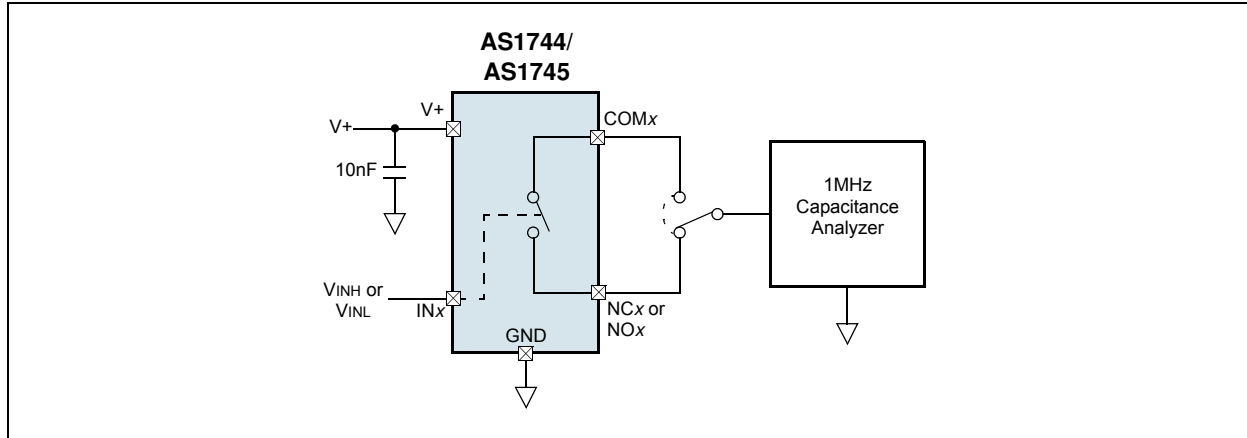 AS1744/
AS1745
V+
V+
COMx
10nF
1MHz
Capacitance
Analyzer
VINH or
VINL
INx
NCx or
NOx
GND